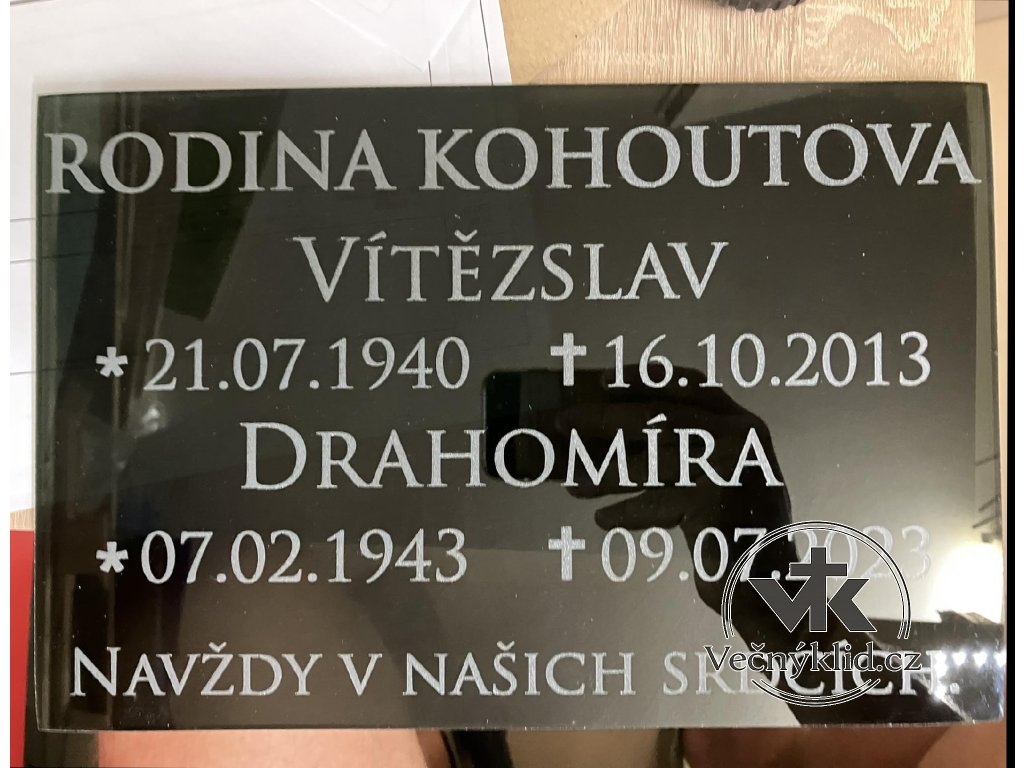 RODINA KOHOUTOVA
VÍTĚZSLAV
* 21.07.1940 † 16.10.2013
DRAHOMÍRA
* 07.02.1943 † 09.07.2023
NAVŽDY V NAŠICH SRDCÍCH.
VK
Večnýklid.cz